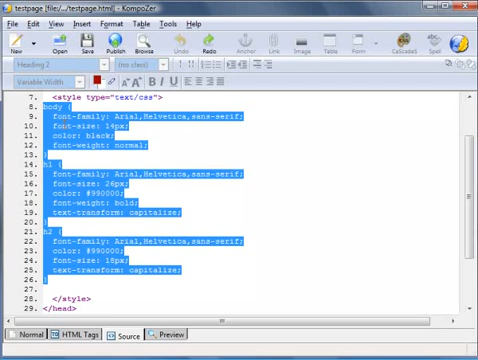 testpage [file:/.../testpage.html] - KompoZer
File Edit View Insert Format Table Tools Help
New Open Save Publish Browse Undo Redo Anchor Link Image Table Form CaScadeS Spell
Heading 2 (no class)
Variable Width
7. <style type="text/css">
8. body {
9. font-family: Arial,Helvetica,sans-serif;
10. font-size: 14px;
11. color: black;
12. font-weight: normal;
13. }
14. h1 {
15. font-family: Arial,Helvetica,sans-serif;
16. font-size: 26px;
17. color: #990000;
18. font-weight: bold;
19. text-transform: capitalize;
20. }
21. h2 {
22. font-family: Arial,Helvetica,sans-serif;
23. color: #990000;
24. font-size: 18px;
25. text-transform: capitalize;
26. }
27.
28. </style>
29. </head>
Normal HTML Tags Source Preview